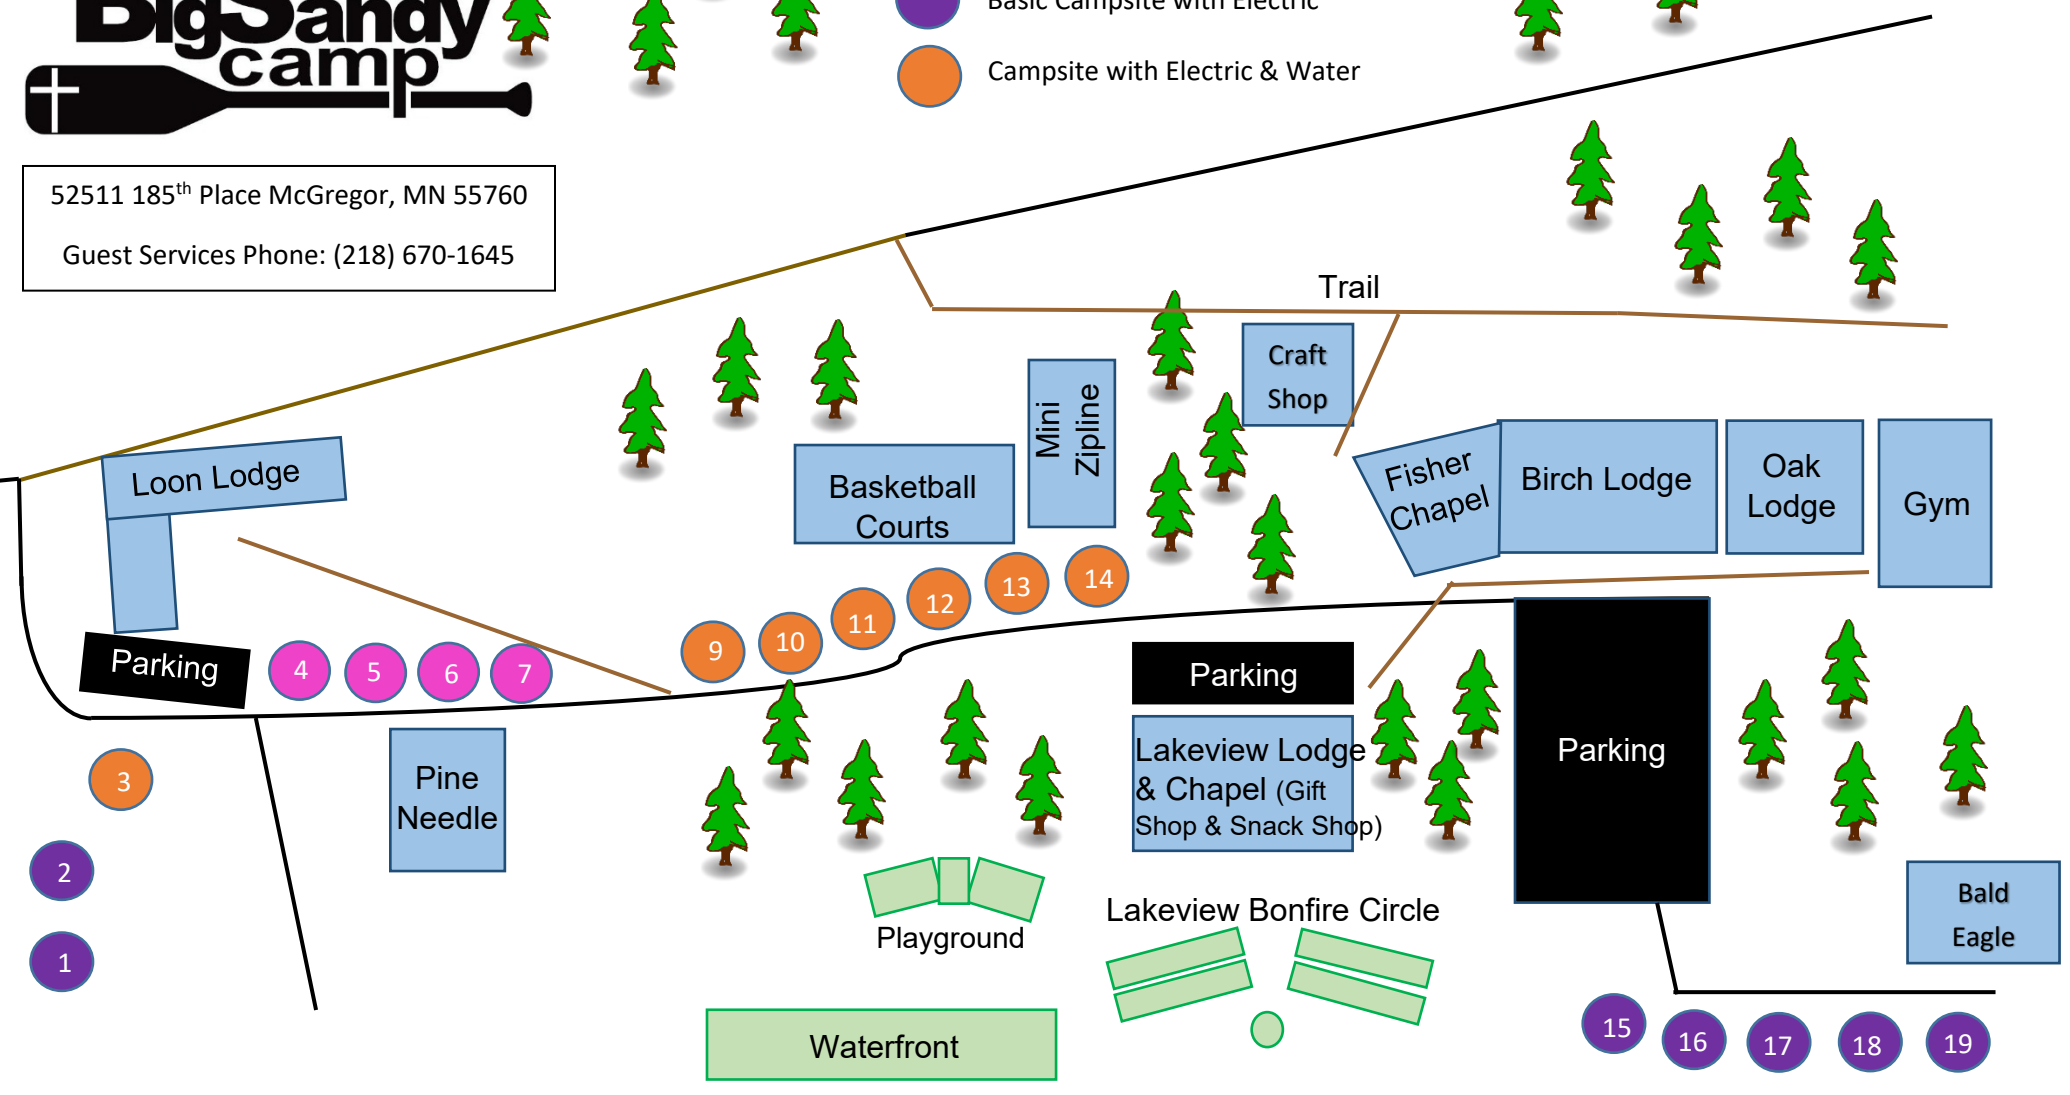 BigSandy
camp
Basic Campsite with Electric
Campsite with Electric & Water
52511 185th Place McGregor, MN 55760
Guest Services Phone: (218) 670-1645
Trail
Craft
Shop
Mini
Zipline
Loon Lodge
Basketball
Courts
Fisher
Chapel
Birch Lodge
Oak
Lodge
Gym
14
13
12
11
10
9
Parking
4
5
6
7
Parking
Parking
3
Pine
Needle
Lakeview Lodge
& Chapel (Gift
Shop & Snack Shop)
2
1
Playground
Lakeview Bonfire Circle
Bald
Eagle
Waterfront
15
16
17
18
19